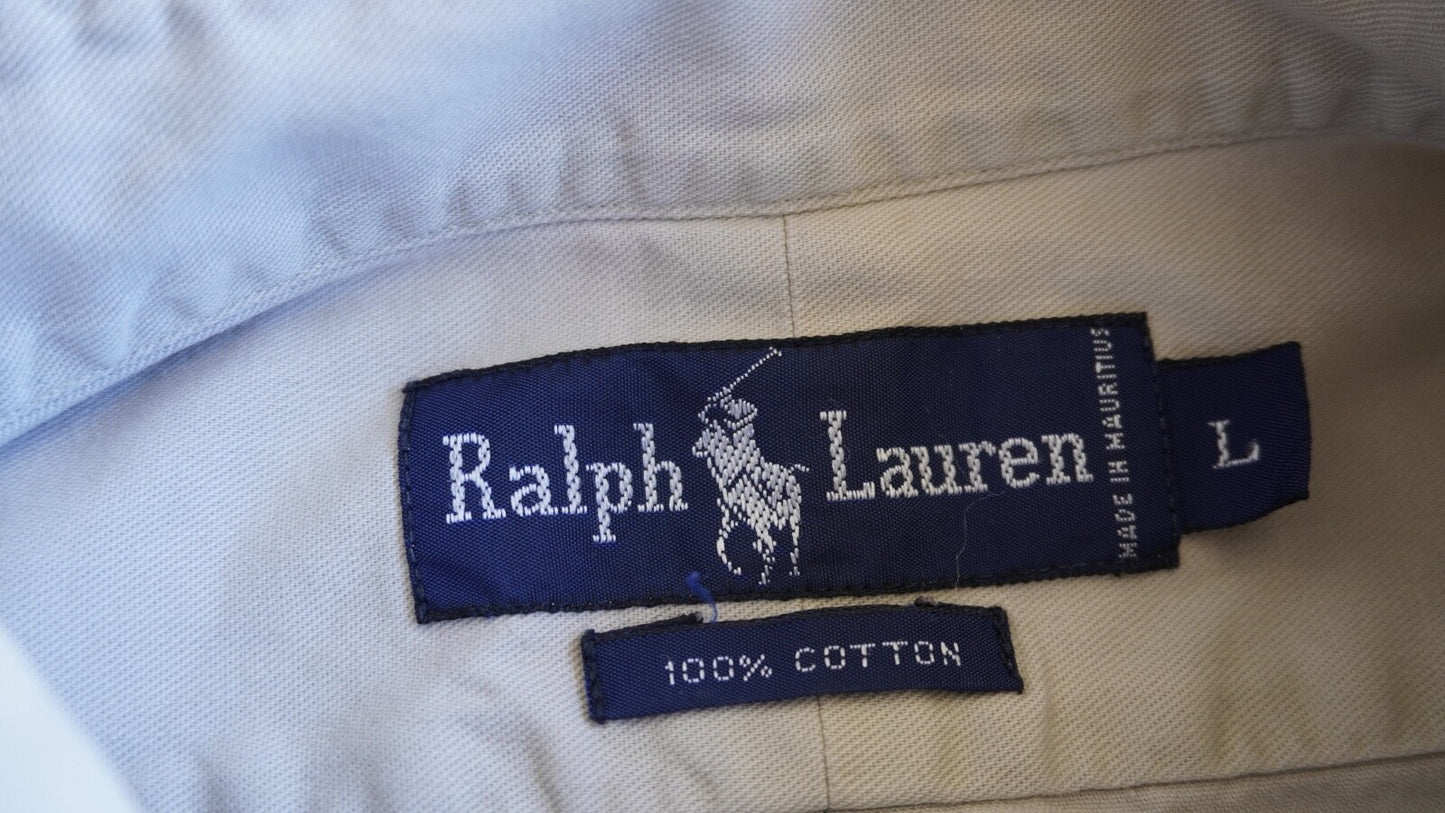 Ralph Lauren
MADE IN MAURITIUS
L
100% COTTON